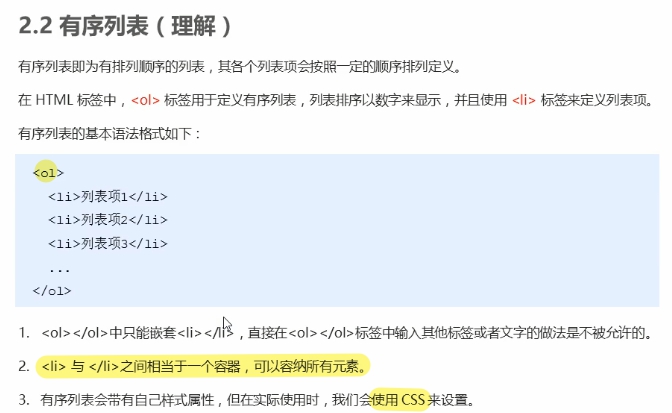 2.2 有序列表（理解）
有序列表即为有排列顺序的列表，其各个列表项会按照一定的顺序排列定义。
在 HTML 标签中，<ol> 标签用于定义有序列表，列表排序以数字来显示，并且使用 <li> 标签来定义列表项。
有序列表的基本语法格式如下：
<ol>
<li>列表项1</li>
<li>列表项2</li>
<li>列表项3</li>
...
</ol>
1. <ol></ol>中只能嵌套<li></li>，直接在<ol></ol>标签中输入其他标签或者文字的做法是不被允许的。
2. <li> 与 </li>之间相当于一个容器，可以容纳所有元素。
3. 有序列表会带有自己样式属性，但在实际使用时，我们会使用 CSS 来设置。